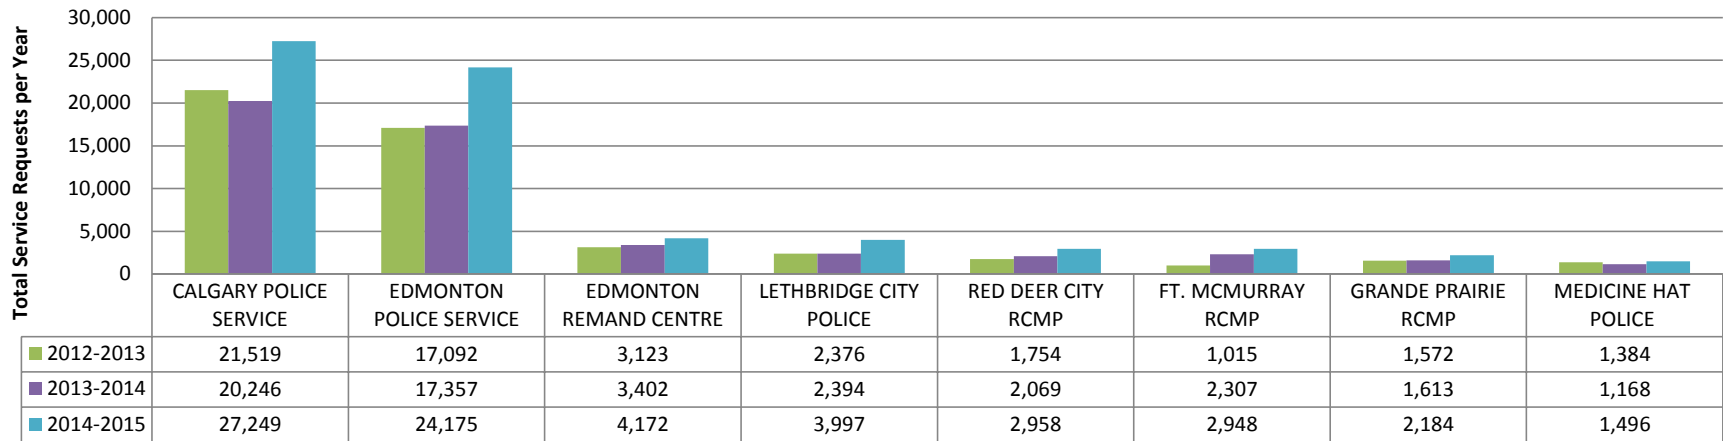 Total Service Requests per Year
30,000
25,000
20,000
15,000
10,000
5,000
0
CALGARY POLICE SERVICE
EDMONTON POLICE SERVICE
EDMONTON REMAND CENTRE
LETHBRIDGE CITY POLICE
RED DEER CITY RCMP
FT. MCMURRAY RCMP
GRANDE PRAIRIE RCMP
MEDICINE HAT POLICE
2012-2013 21,519 17,092 3,123 2,376 1,754 1,015 1,572 1,384
2013-2014 20,246 17,357 3,402 2,394 2,069 2,307 1,613 1,168
2014-2015 27,249 24,175 4,172 3,997 2,958 2,948 2,184 1,496